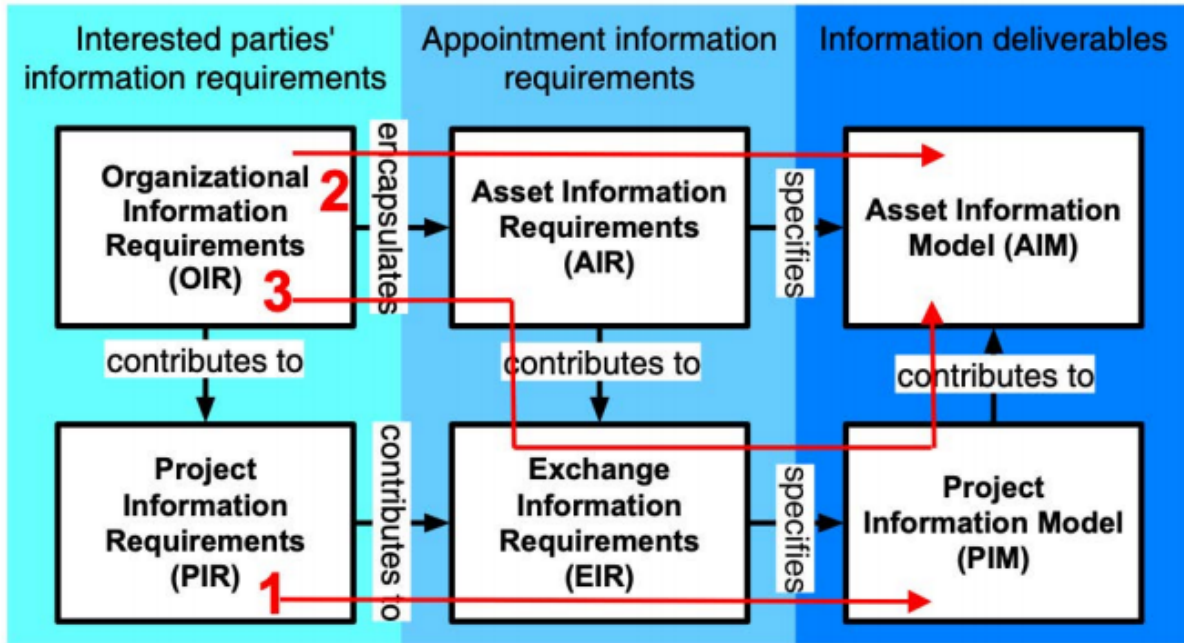 Interested parties'
information requirements
Appointment information
requirements
Information deliverables
Organizational
Information
Requirements
(OIR)
2
3
encapsulates
Asset Information
Requirements
(AIR)
specifies
Asset Information
Model (AIM)
contributes to
contributes to
contributes to
Project
Information
Requirements
(PIR)
1
contributes to
Exchange
Information
Requirements
(EIR)
specifies
Project
Information Model
(PIM)